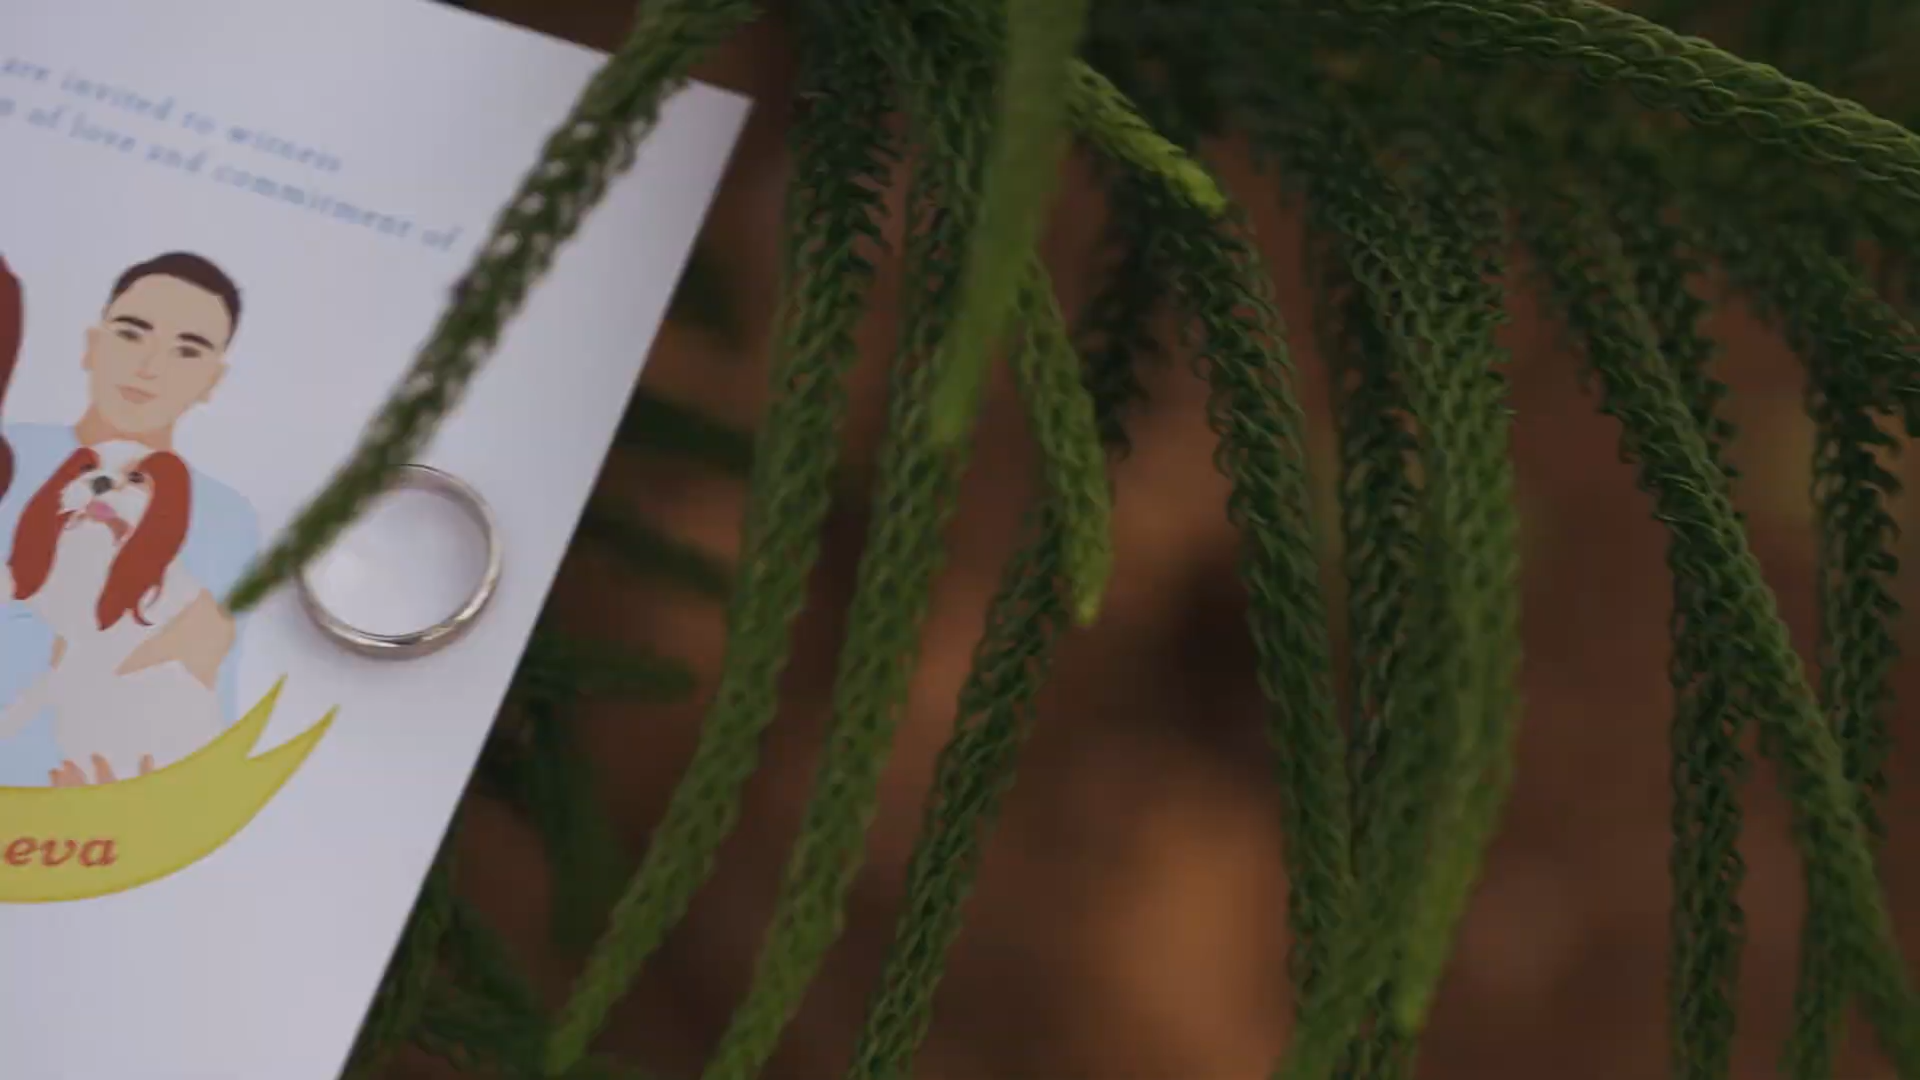 are invited to witness
of love and commitment of
eva